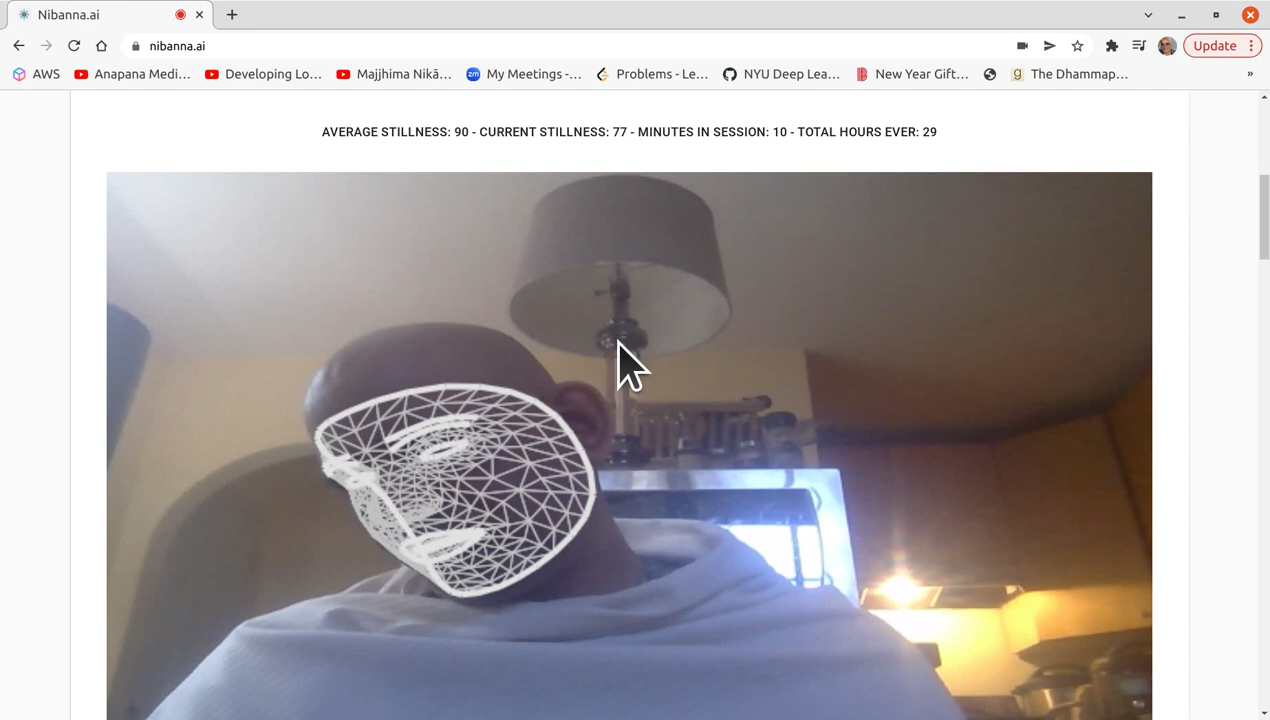 Nibanna.ai
nibanna.ai
Update
AWS
Anapana Medi...
Developing Lo...
Majjhima Nikā...
zm
My Meetings -...
Problems - Le...
NYU Deep Lea...
New Year Gift...
g
The Dhammap...
»
AVERAGE STILLNESS: 90 - CURRENT STILLNESS: 77 - MINUTES IN SESSION: 10 - TOTAL HOURS EVER: 29